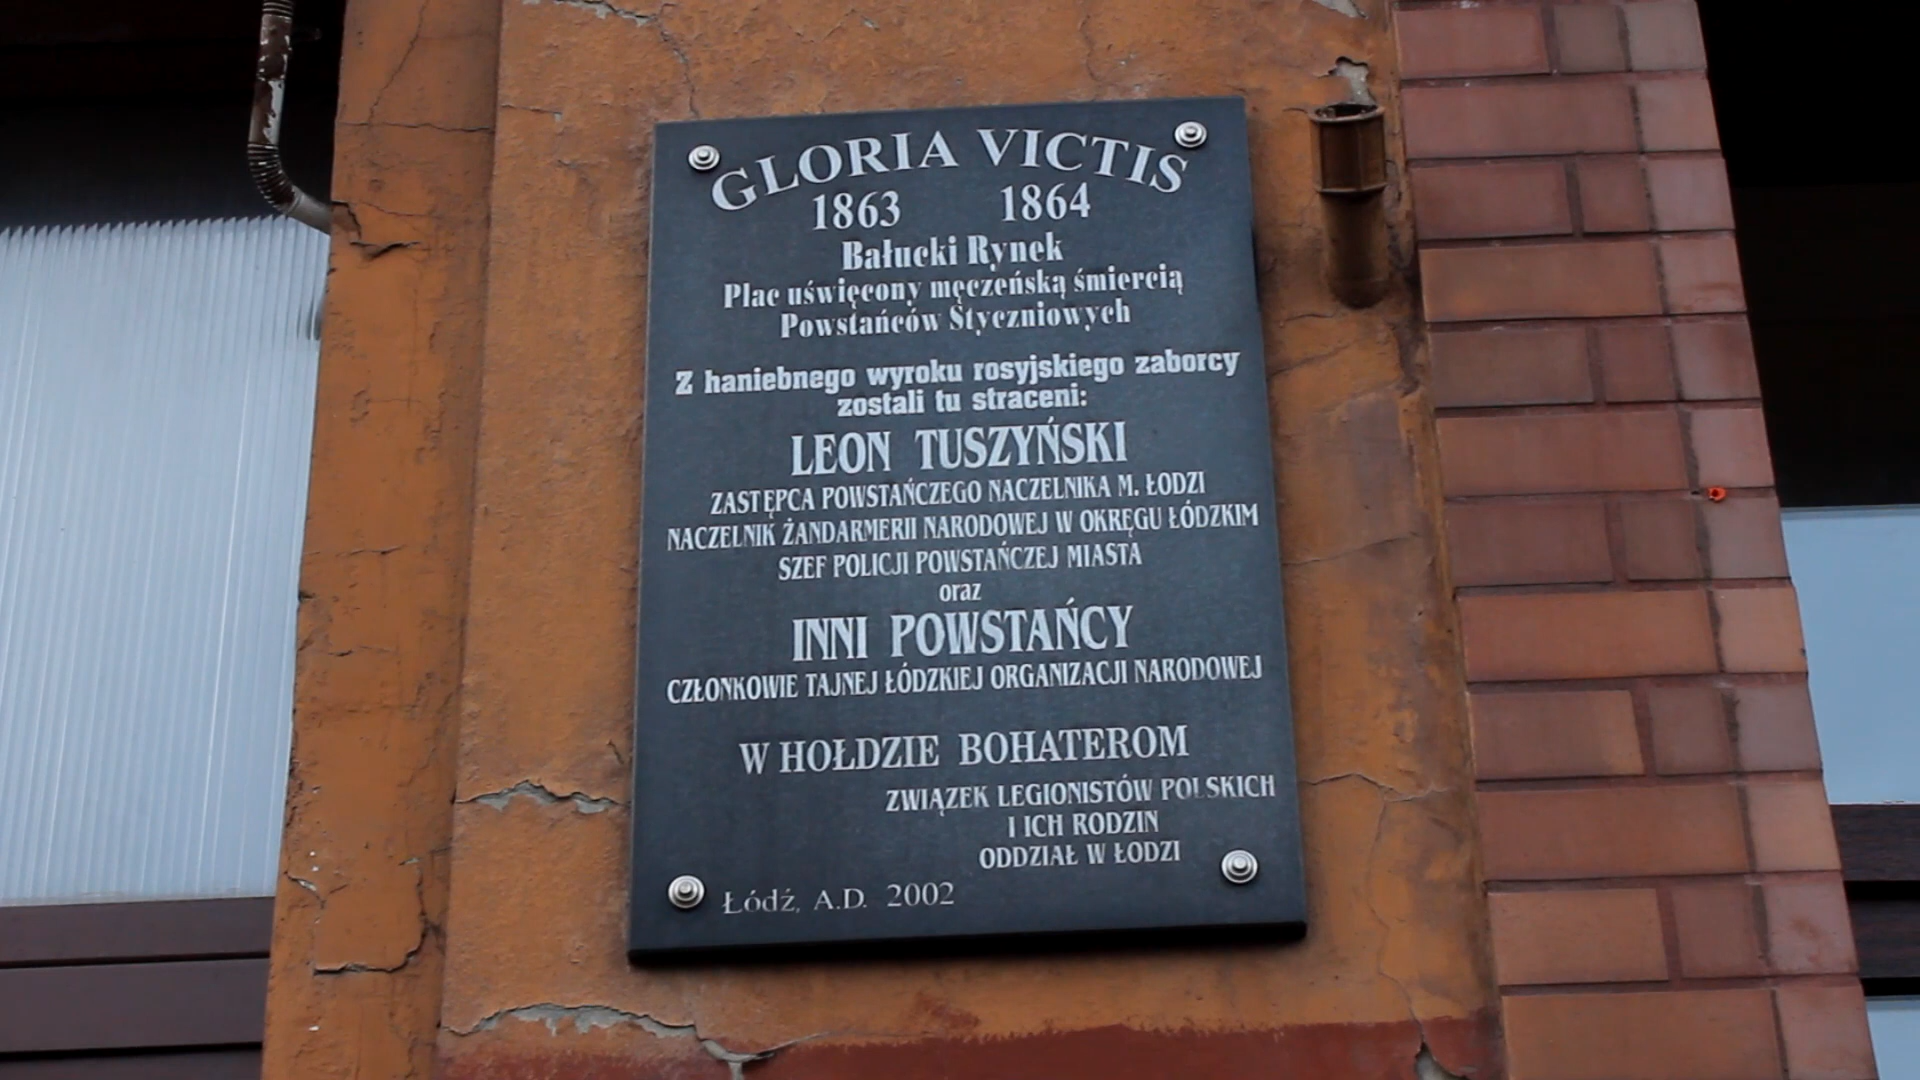 GLORIA VICTIS
1863 1864
Bałucki Rynek
Plac uświęcony męczeńską śmiercią
Powstańców Styczniowych
Z haniebnego wyroku rosyjskiego zaborcy
zostali tu straceni:
LEON TUSZYŃSKI
ZASTĘPCA POWSTAŃCZEGO NACZELNIKA M. ŁODZI
NACZELNIK ŻANDARMERII NARODOWEJ W OKRĘGU ŁÓDZKIM
SZEF POLICJI POWSTAŃCZEJ MIASTA
oraz
INNI POWSTAŃCY
CZŁONKOWIE TAJNEJ ŁÓDZKIEJ ORGANIZACJI NARODOWEJ
W HOŁDZIE BOHATEROM
ZWIĄZEK LEGIONISTÓW POLSKICH
I ICH RODZIN
ODDZIAŁ W ŁODZI
Łódź, A.D. 2002